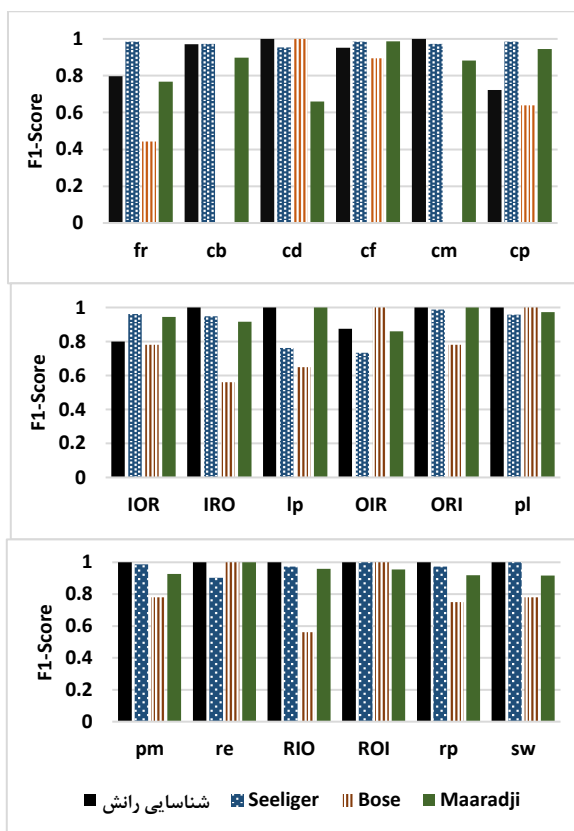 1
0.8
0.6
0.4
0.2
0
F1-Score
fr cb cd cf cm cp
1
0.8
0.6
0.4
0.2
0
F1-Score
IOR IRO lp OIR ORI pl
1
0.8
0.6
0.4
0.2
0
F1-Score
pm re RIO ROI rp sw
شناسایی رانش Seeliger Bose Maaradji